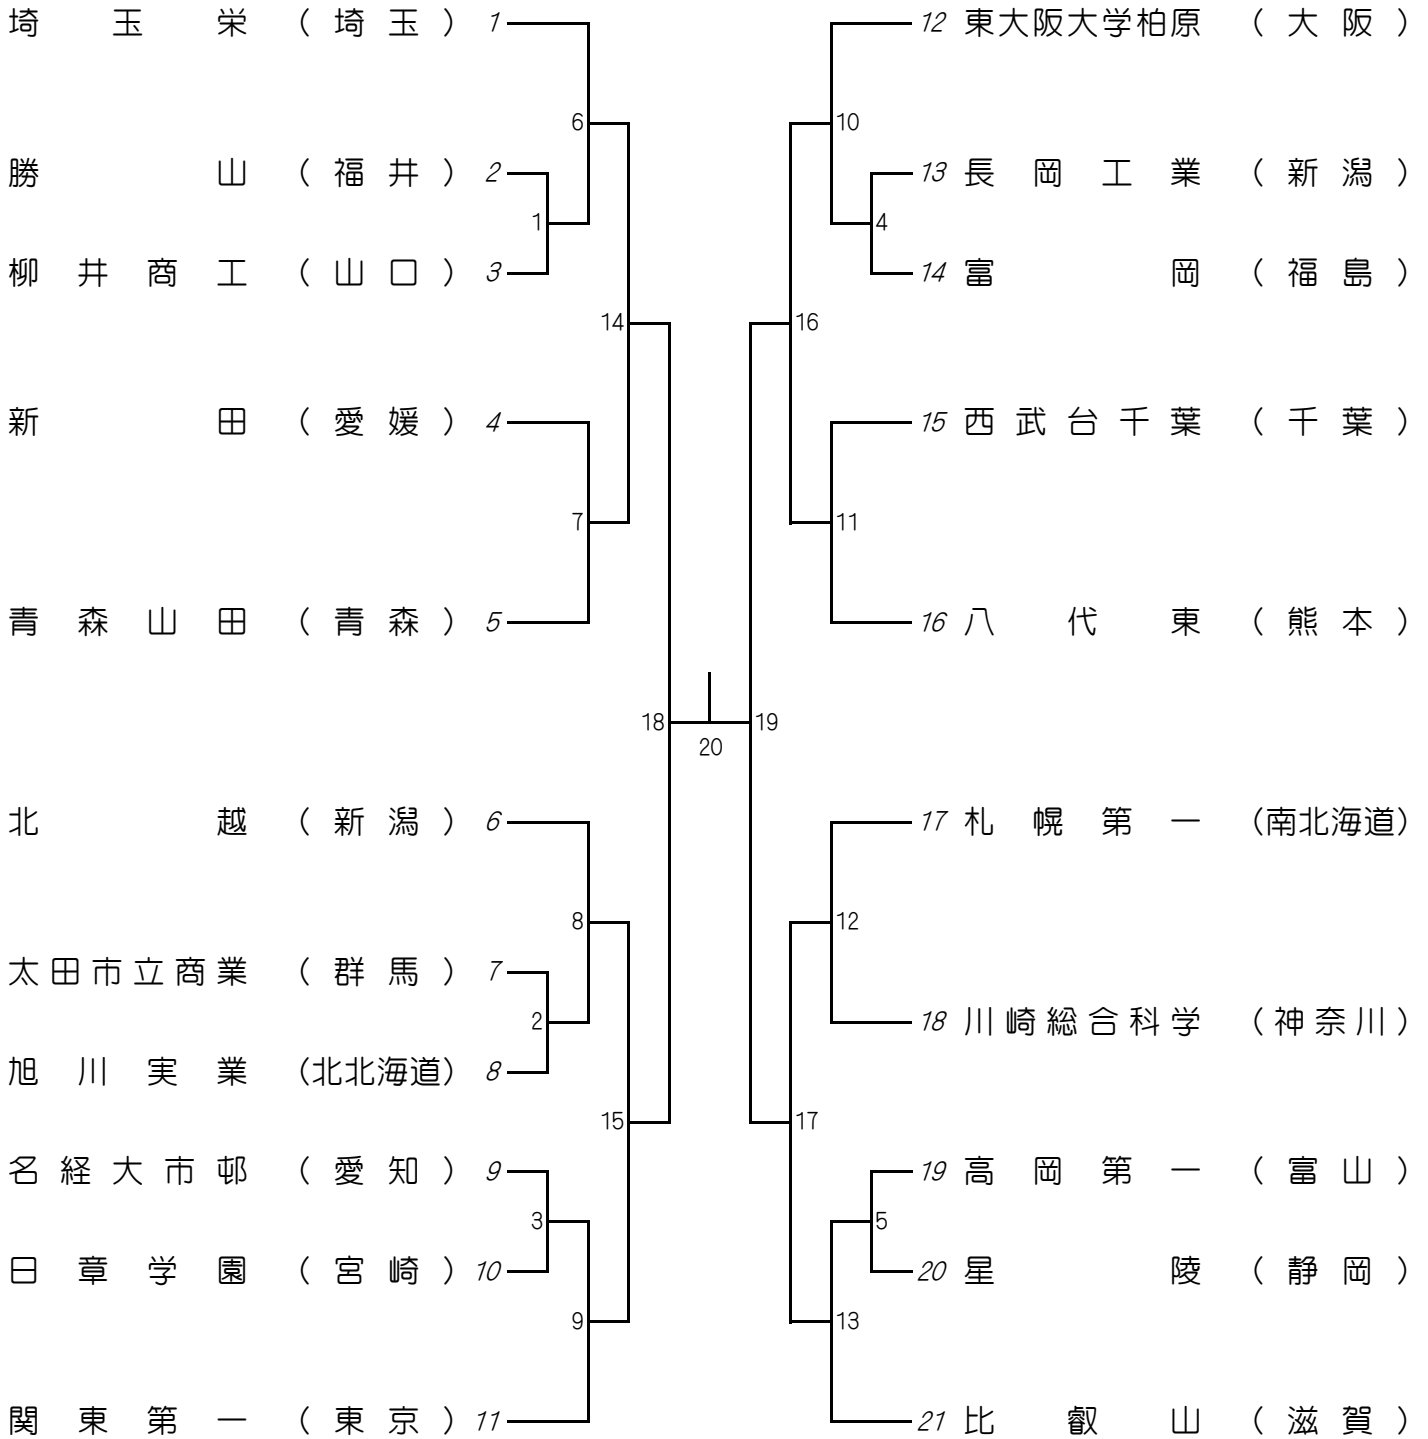 埼玉栄 (埼玉) 1
6
勝山 (福井) 2
1
柳井商工 (山口) 3
14
新田 (愛媛) 4
7
青森山田 (青森) 5
18
北越 (新潟) 6
8
太田市立商業 (群馬) 7
2
旭川実業 (北北海道) 8
15
名経大市邨 (愛知) 9
3
日章学園 (宮崎) 10
9
関東第一 (東京) 11
20
12 東大阪大学柏原 (大阪)
10
13 長岡工業 (新潟)
4
14 富岡 (福島)
16
15 西武台千葉 (千葉)
11
16 八代東 (熊本)
19
17 札幌第一 (南北海道)
12
18 川崎総合科学 (神奈川)
17
19 高岡第一 (富山)
5
20 星陵 (静岡)
13
21 比叡山 (滋賀)